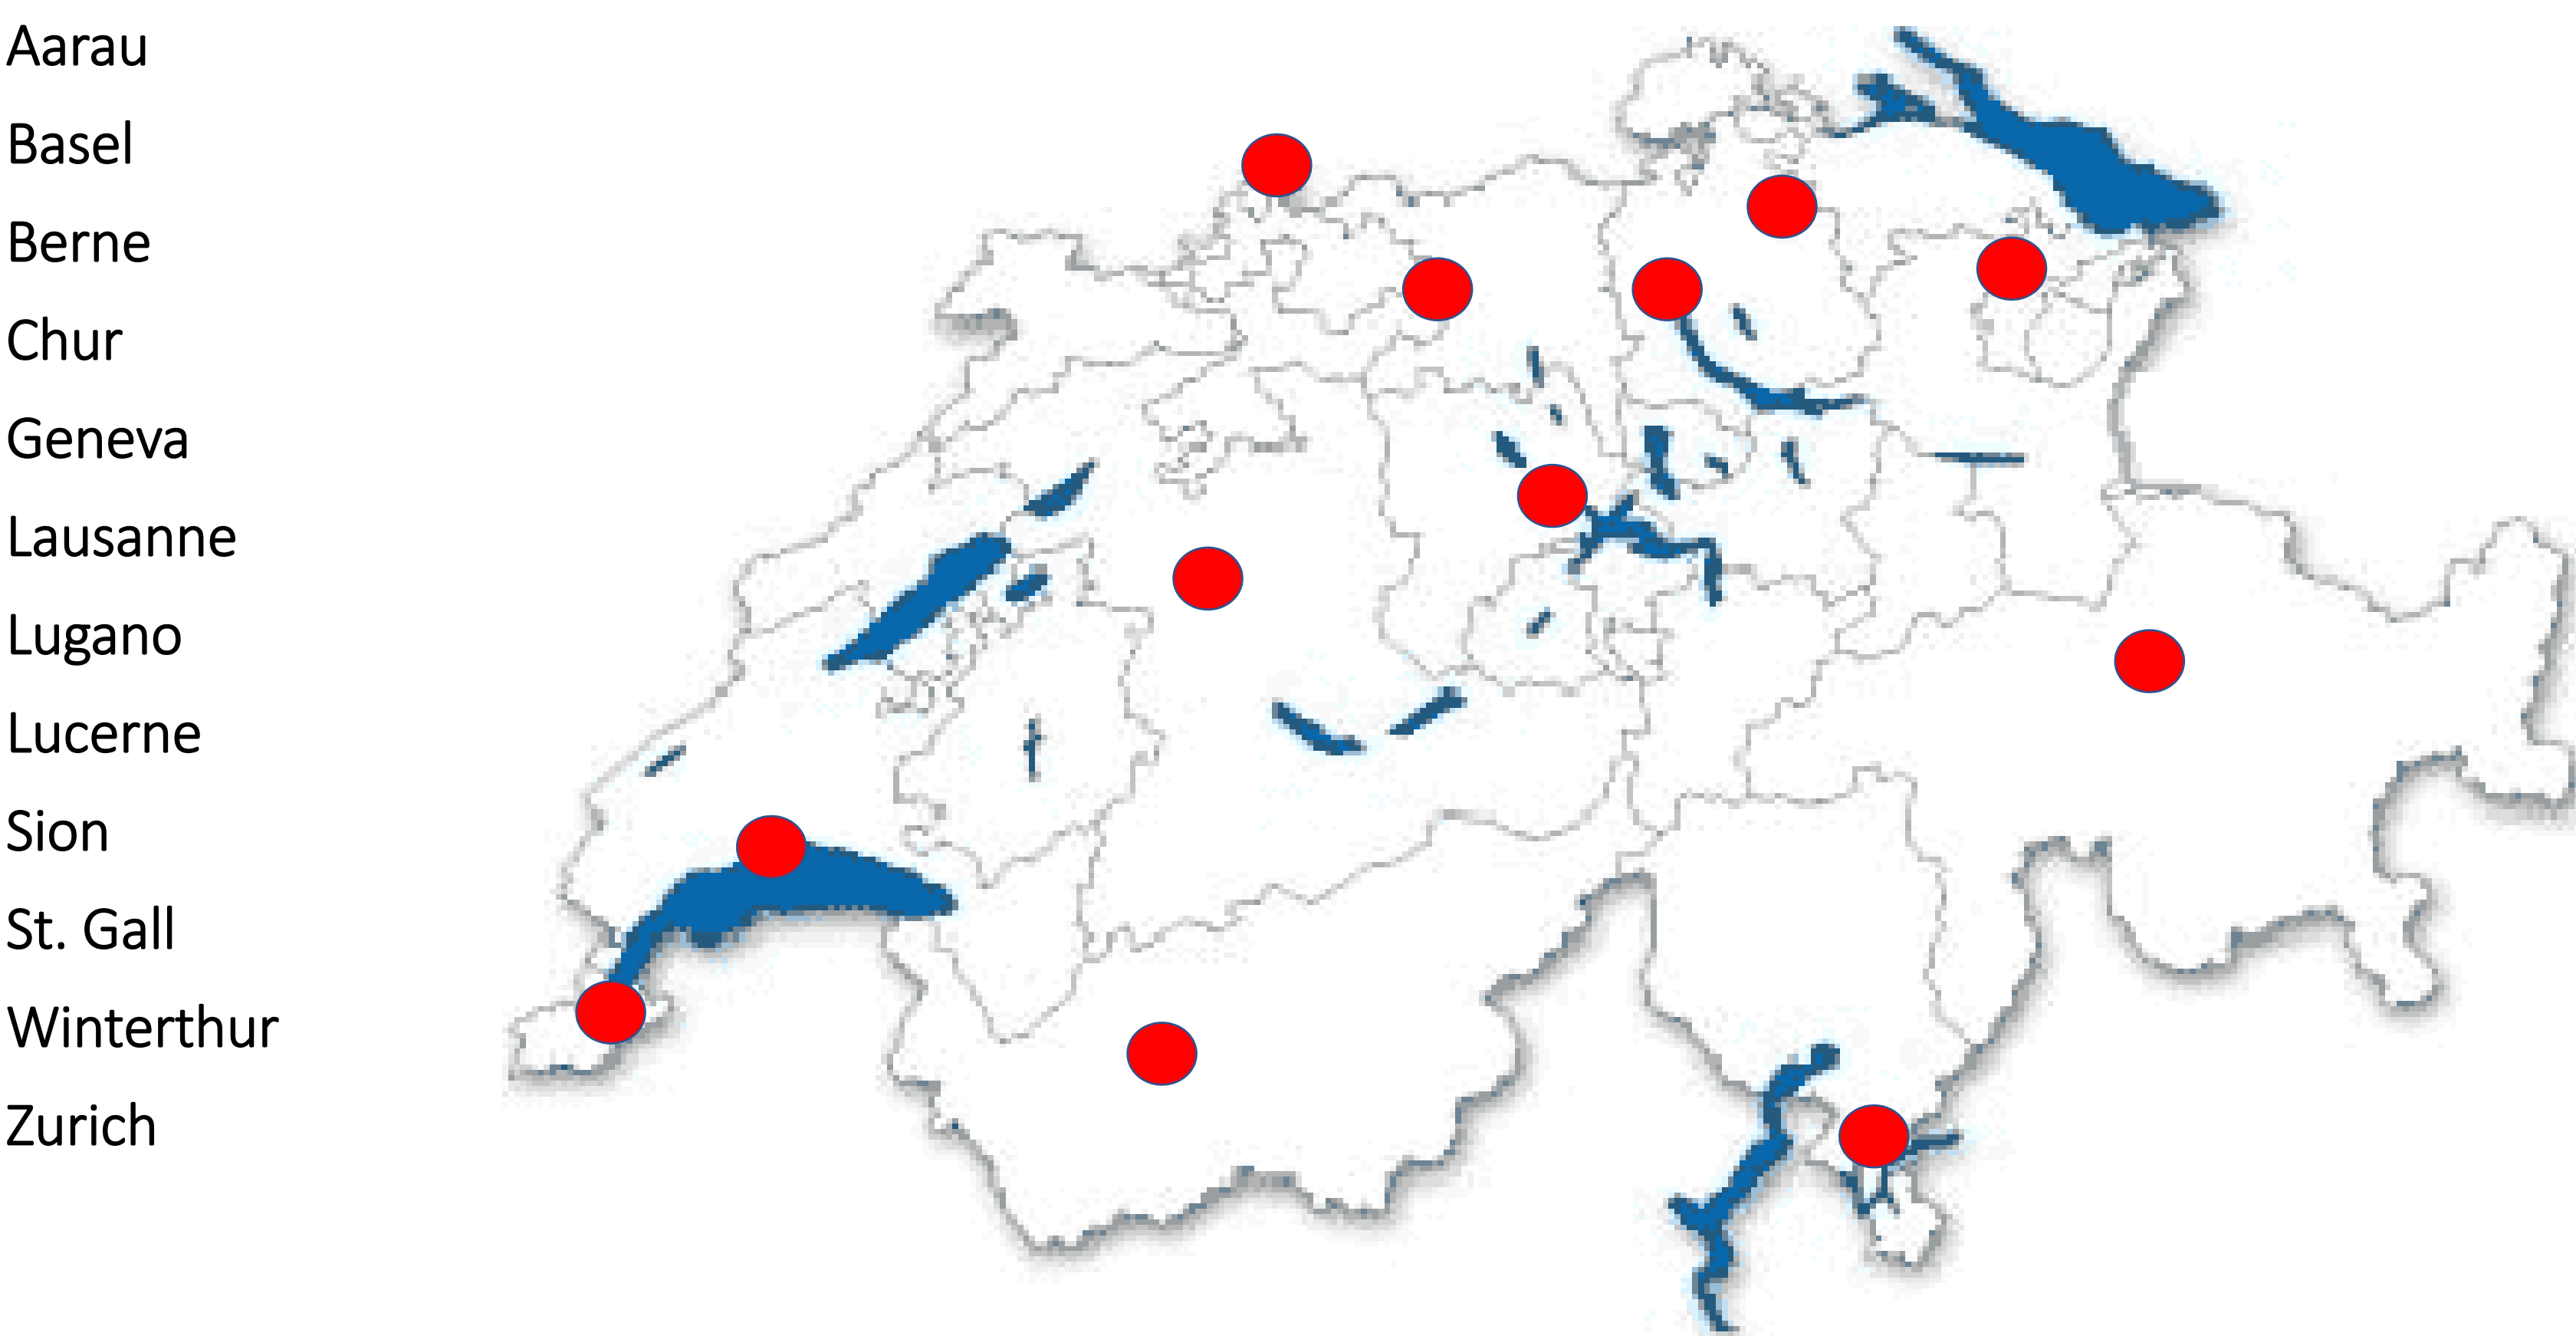 Aarau
Basel
Berne
Chur
Geneva
Lausanne
Lugano
Lucerne
Sion
St. Gall
Winterthur
Zurich